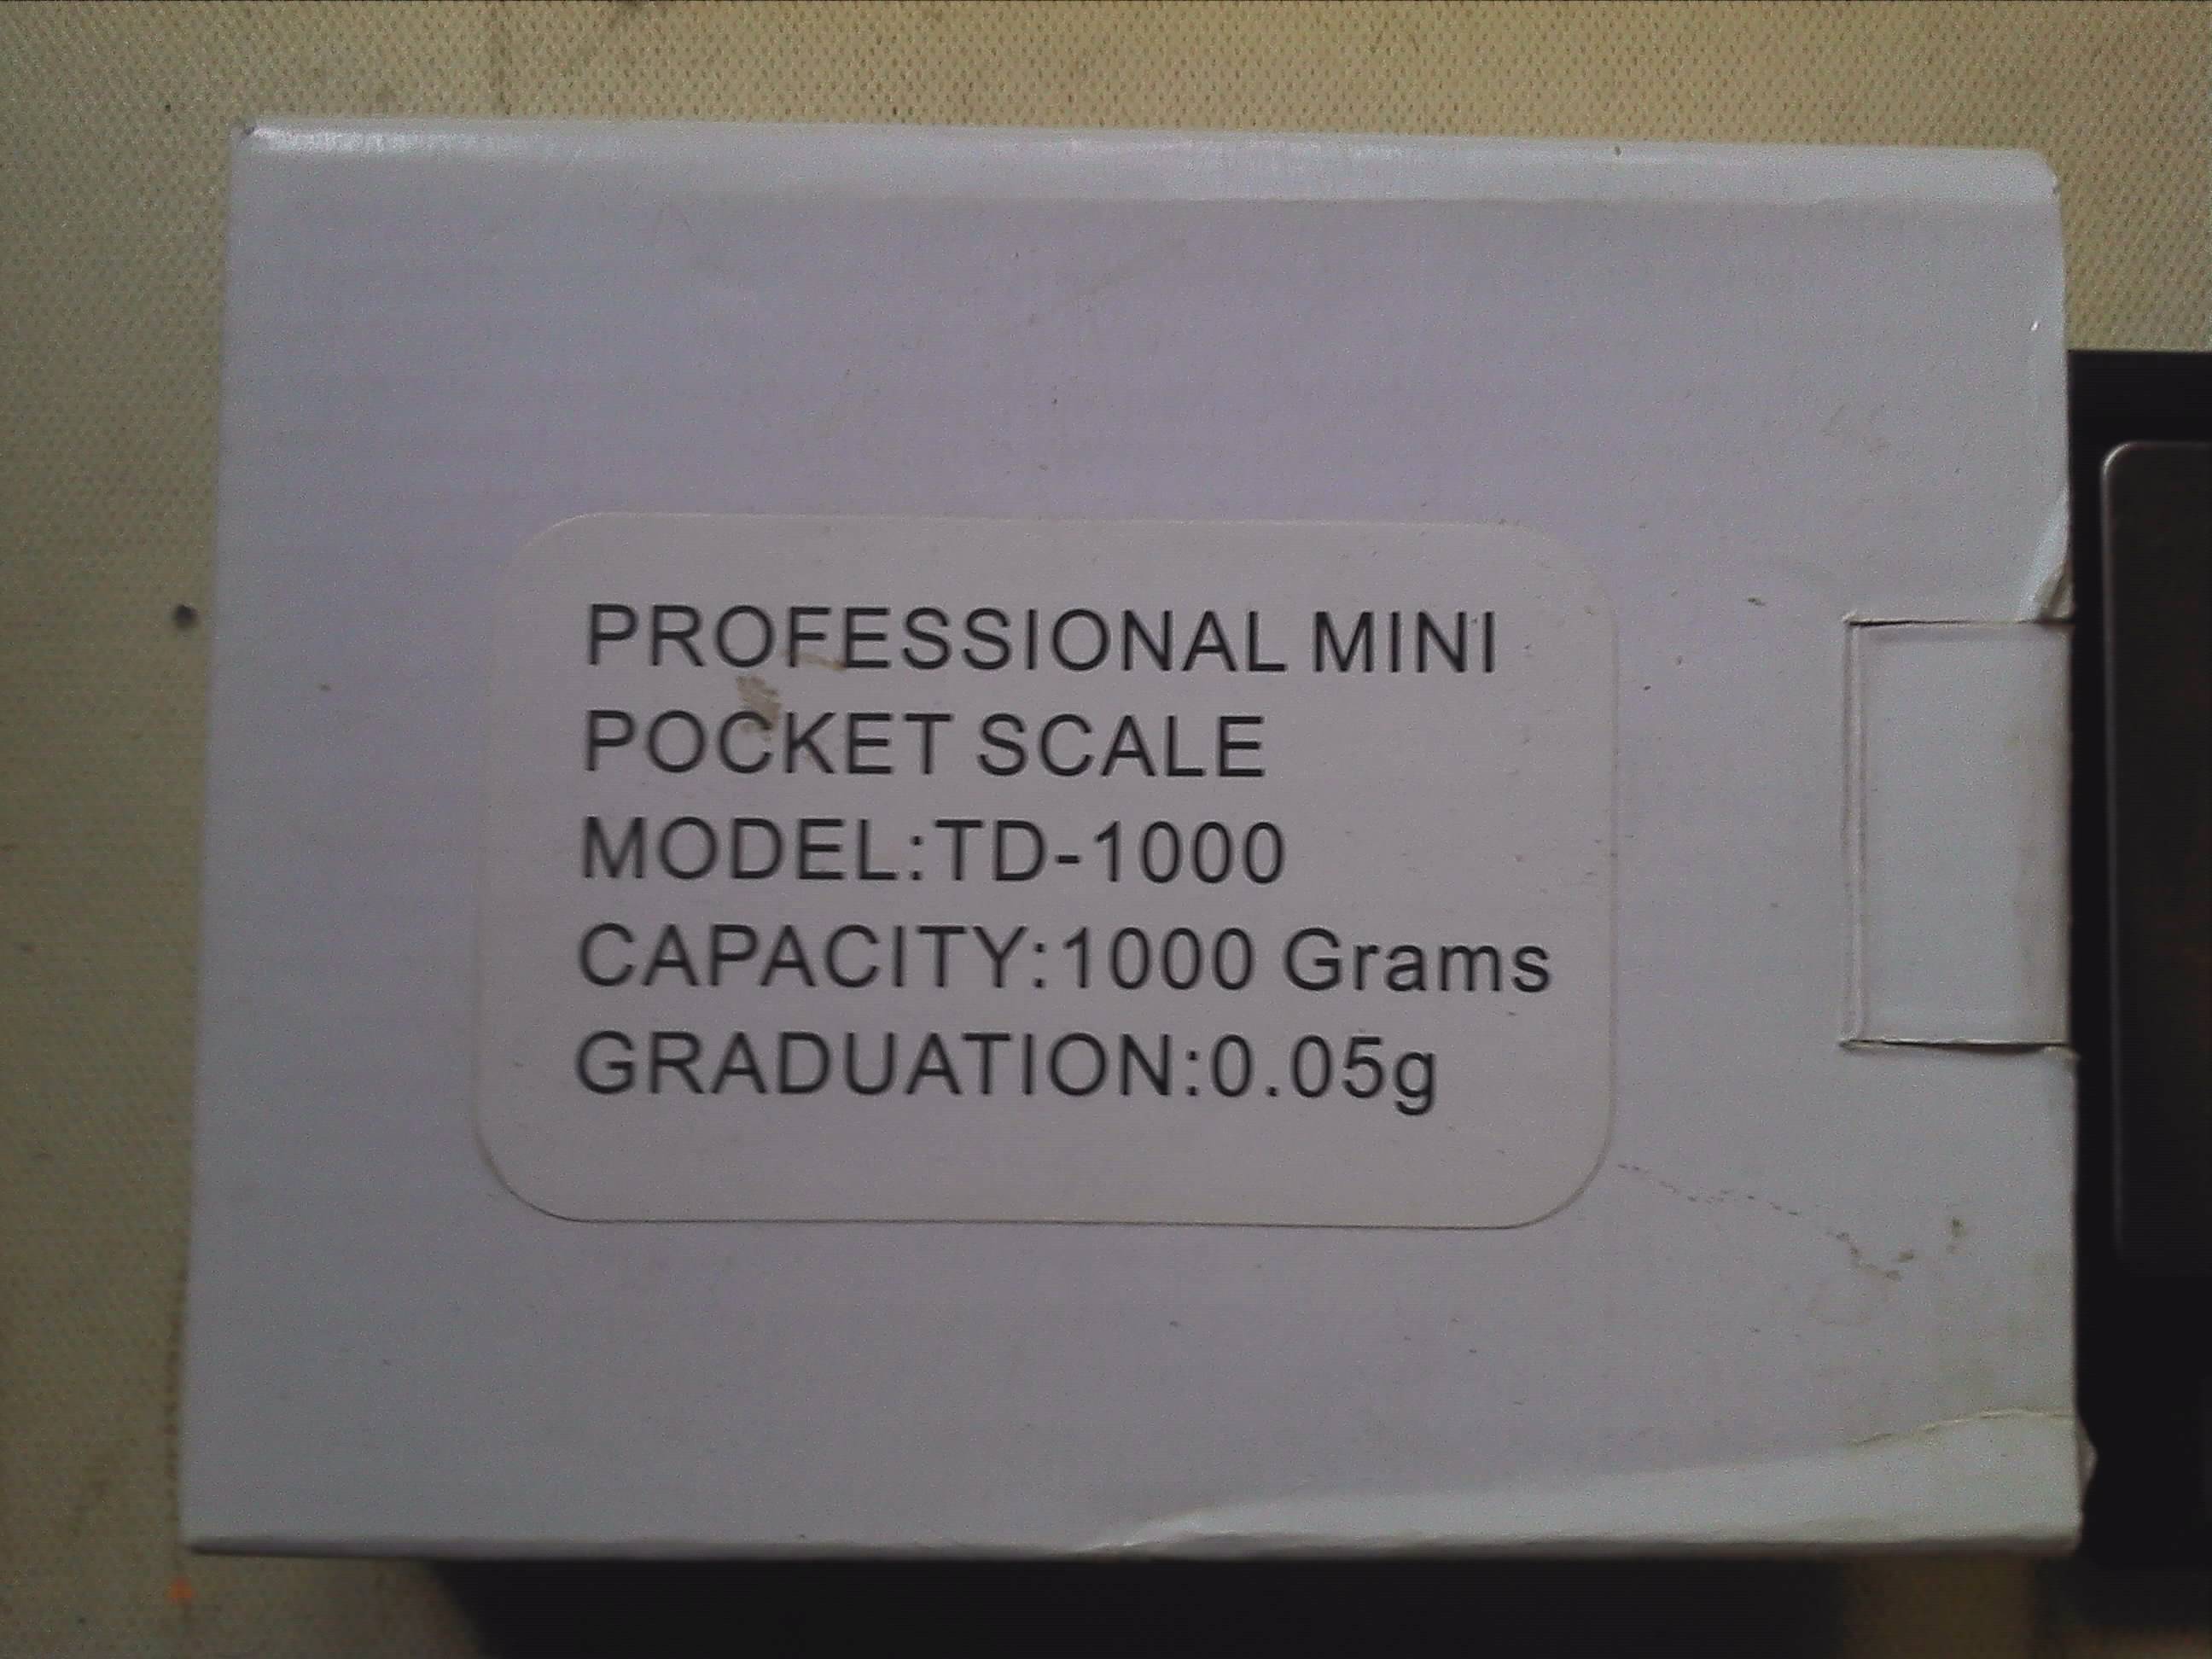 PROFESSIONAL MINI
POCKET SCALE
MODEL:TD-1000
CAPACITY:1000 Grams
GRADUATION:0.05g